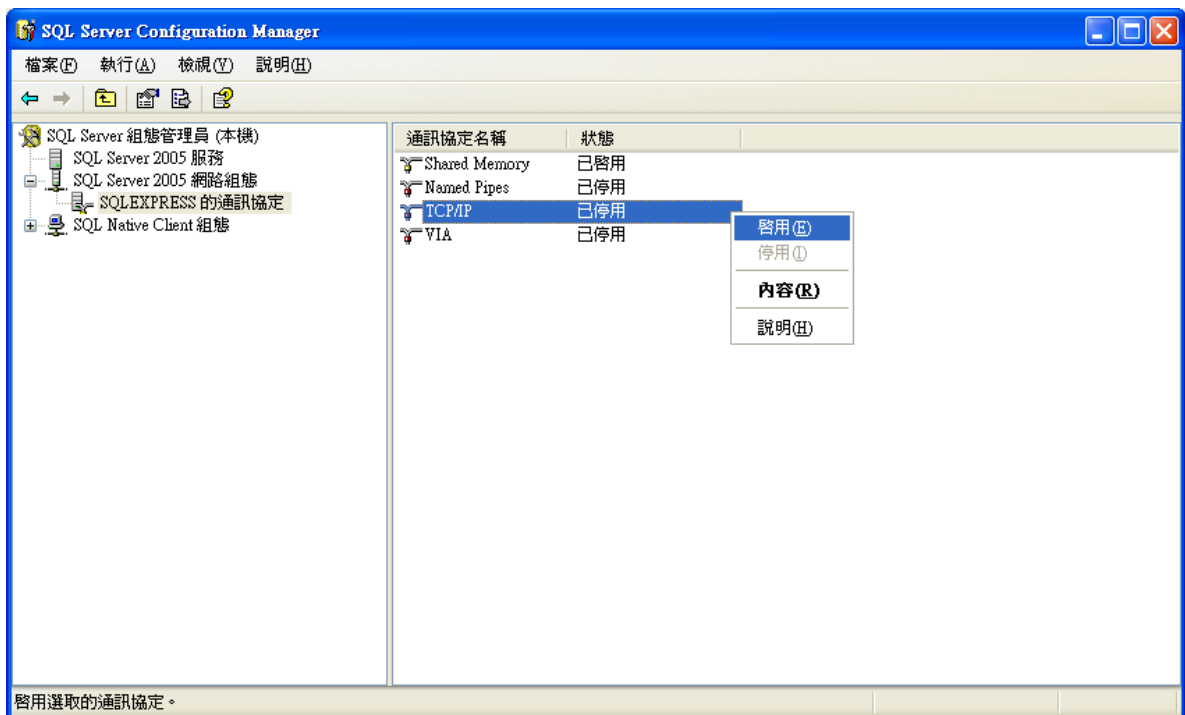 SQL Server Configuration Manager
檔案(F) 執行(A) 檢視(V) 說明(H)
SQL Server 組態管理員 (本機)
SQL Server 2005 服務
SQL Server 2005 網路組態
SQLEXPRESS 的通訊協定
SQL Native Client 組態
通訊協定名稱 狀態
Shared Memory 已啓用
Named Pipes 已停用
TCP/IP 已停用
VIA 已停用
啓用(E)
停用(I)
內容(R)
說明(H)
啓用選取的通訊協定。